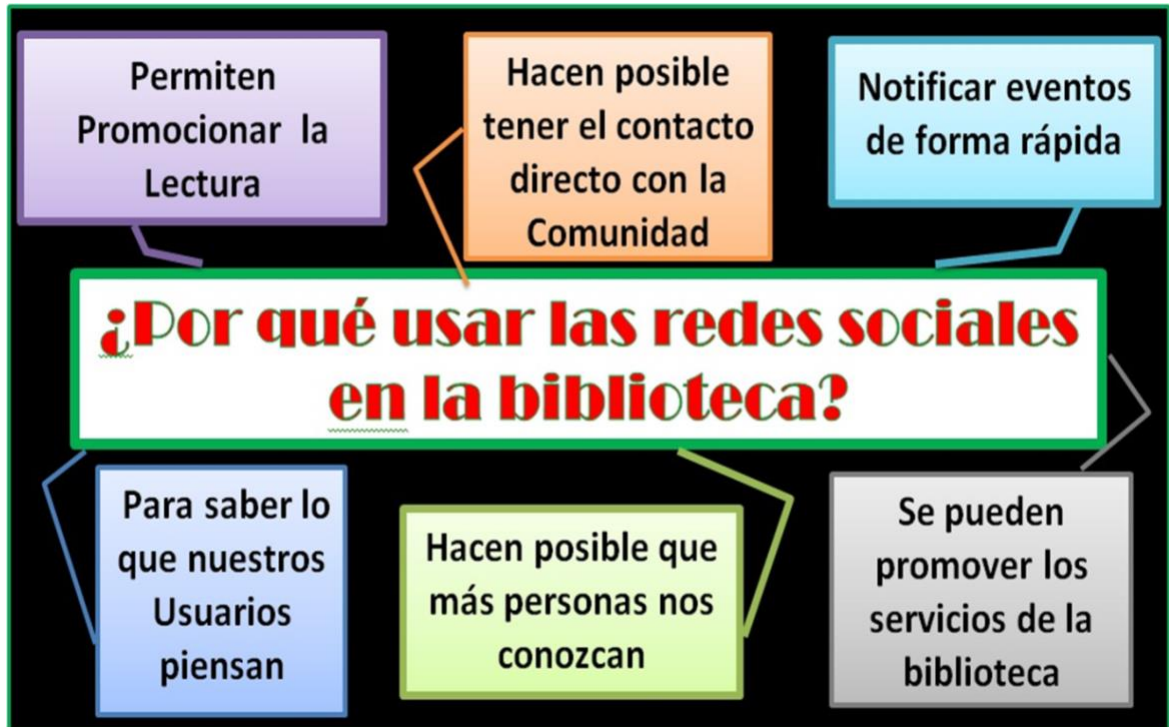 Permiten
Promocionar la
Lectura
Hacen posible
tener el contacto
directo con la
Comunidad
Notificar eventos
de forma rápida
¿Por qué usar las redes sociales
en la biblioteca?
Para saber lo
que nuestros
Usuarios
piensan
Hacen posible que
más personas nos
conozcan
Se pueden
promover los
servicios de la
biblioteca